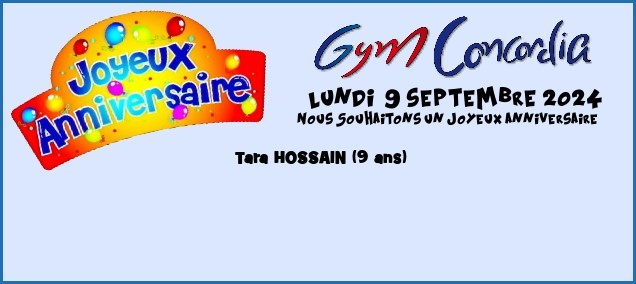 Joyeux
Anniversaire
Gym Concordia
LUNDI 9 SEPTEMBRE 2024
NOUS SOUHAITONS UN JOYEUX ANNIVERSAIRE
Tara HOSSAIN (9 ans)